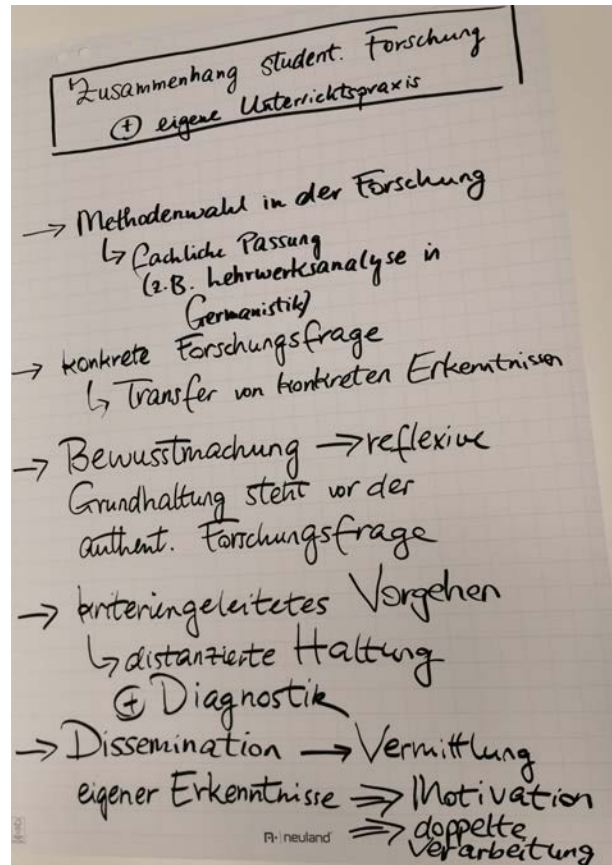 Zusammenhang student. Forschung
⊕ eigene Unterrichtspraxis
→ Methodenwahl in der Forschung
↳ fachliche Passung
(z.B. Lehrwerksanalyse in
Germanistik)
→ konkrete Forschungsfrage
↳ Transfer von konkreten Erkenntnissen
→ Bewusstmachung → reflexive
Grundhaltung steht vor der
authent. Forschungsfrage
→ kriteriengeleitetes Vorgehen
↳ distanzierte Haltung
⊕ Diagnostik
→ Dissemination → Vermittlung
eigener Erkenntnisse ⇒ Motivation
⇒ doppelte
Verarbeitung
neuland